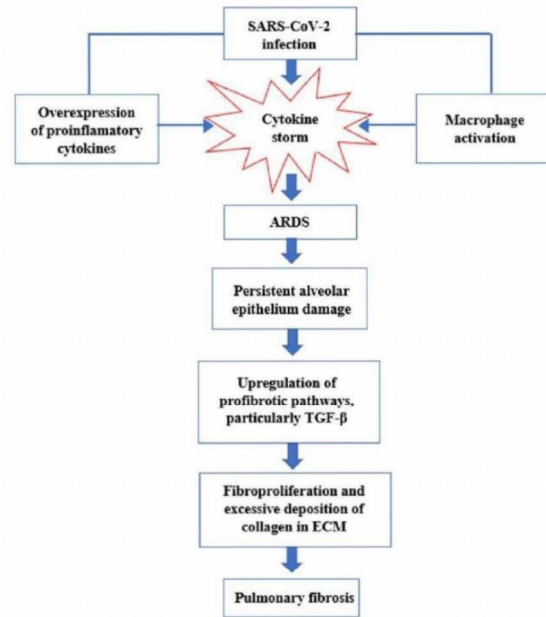 SARS-CoV-2
infection
Overexpression
of proinflamatory
cytokines
Cytokine
storm
Macrophage
activation
ARDS
Persistent alveolar
epithelium damage
Upregulation of
profibrotic pathways,
particularly TGF-β
Fibroproliferation and
excessive deposition of
collagen in ECM
Pulmonary fibrosis